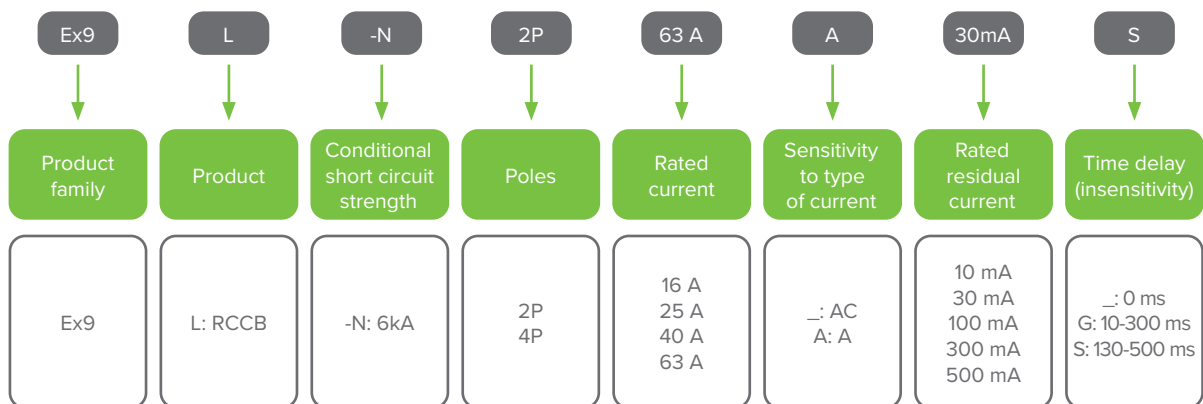 Ex9
L
-N
2P
63 A
A
30mA
S
Product
family
Product
Conditional
short circuit
strength
Poles
Rated
current
Sensitivity
to type
of current
Rated
residual
current
Time delay
(insensitivity)
Ex9
L: RCCB
-N: 6kA
2P
4P
16 A
25 A
40 A
63 A
_: AC
A: A
10 mA
30 mA
100 mA
300 mA
500 mA
_: 0 ms
G: 10-300 ms
S: 130-500 ms